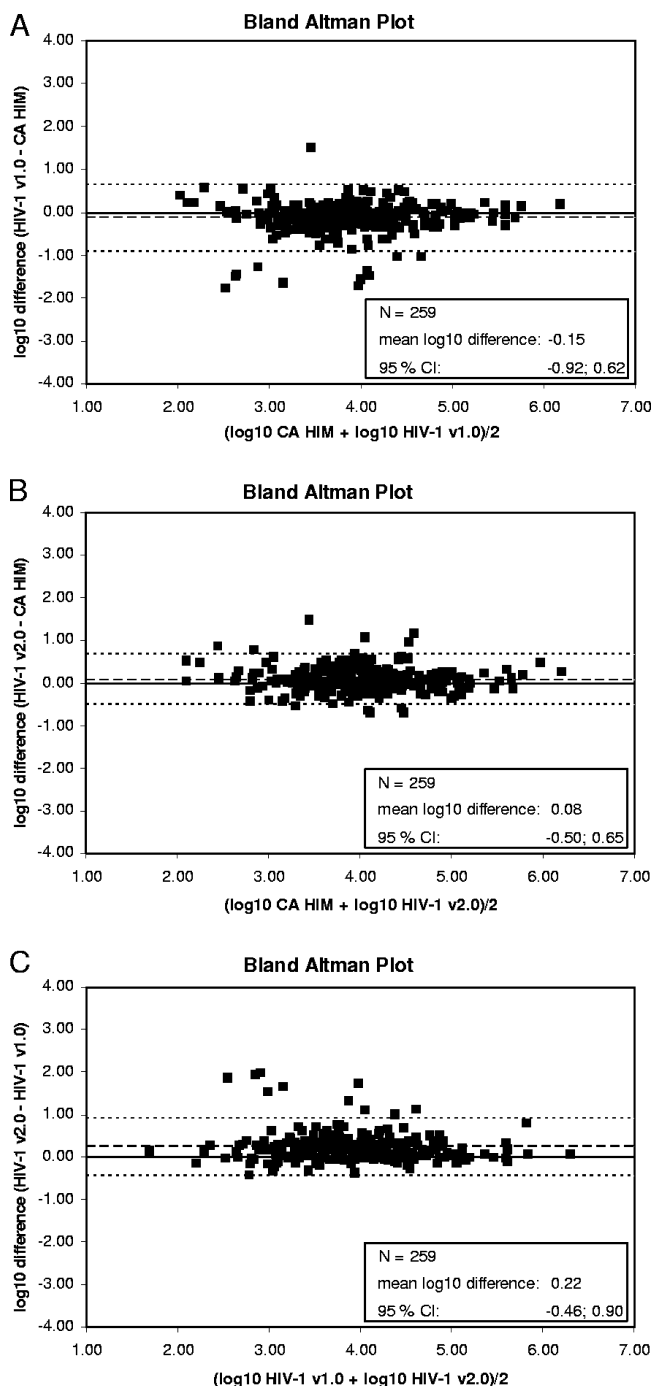 A
Bland Altman Plot
4.00
3.00
2.00
1.00
0.00
-1.00
-2.00
-3.00
-4.00
log10 difference (HIV-1 v1.0 - CA HIM)
N = 259
mean log10 difference: -0.15
95 % CI: -0.92; 0.62
1.00 2.00 3.00 4.00 5.00 6.00 7.00
(log10 CA HIM + log10 HIV-1 v1.0)/2
B
Bland Altman Plot
4.00
3.00
2.00
1.00
0.00
-1.00
-2.00
-3.00
-4.00
log10 difference (HIV-1 v2.0 - CA HIM)
N = 259
mean log10 difference: 0.08
95 % CI: -0.50; 0.65
1.00 2.00 3.00 4.00 5.00 6.00 7.00
(log10 CA HIM + log10 HIV-1 v2.0)/2
C
Bland Altman Plot
4.00
3.00
2.00
1.00
0.00
-1.00
-2.00
-3.00
-4.00
log10 difference (HIV-1 v2.0 - HIV-1 v1.0)
N = 259
mean log10 difference: 0.22
95 % CI: -0.46; 0.90
1.00 2.00 3.00 4.00 5.00 6.00 7.00
(log10 HIV-1 v1.0 + log10 HIV-1 v2.0)/2